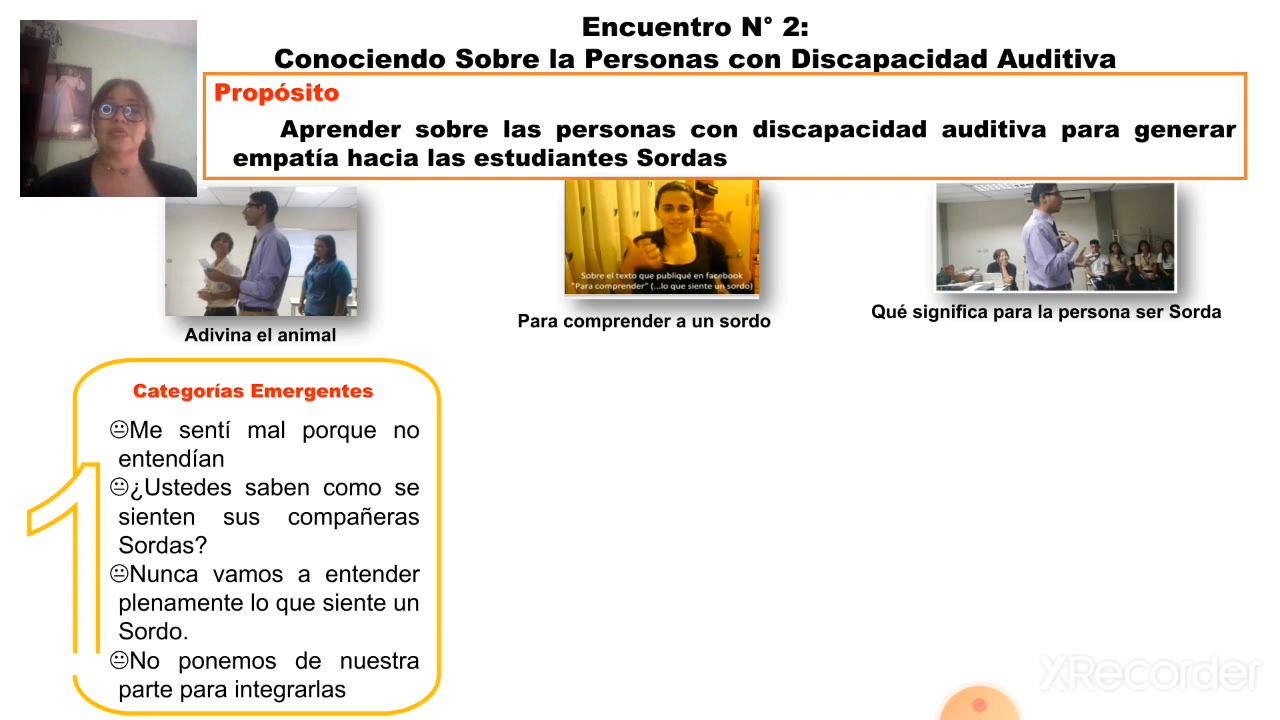 Encuentro N° 2:
Conociendo Sobre la Personas con Discapacidad Auditiva
Propósito
Aprender sobre las personas con discapacidad auditiva para generar
empatía hacia las estudiantes Sordas
Sobre el texto que publiqué en facebook
"Para comprender" (...lo que siente un sordo)
Adivina el animal
Para comprender a un sordo
Qué significa para la persona ser Sorda
1
Categorías Emergentes
Me sentí mal porque no
entendían
¿Ustedes saben como se
sienten sus compañeras
Sordas?
Nunca vamos a entender
plenamente lo que siente un
Sordo.
No ponemos de nuestra
parte para integrarlas
XRecorder